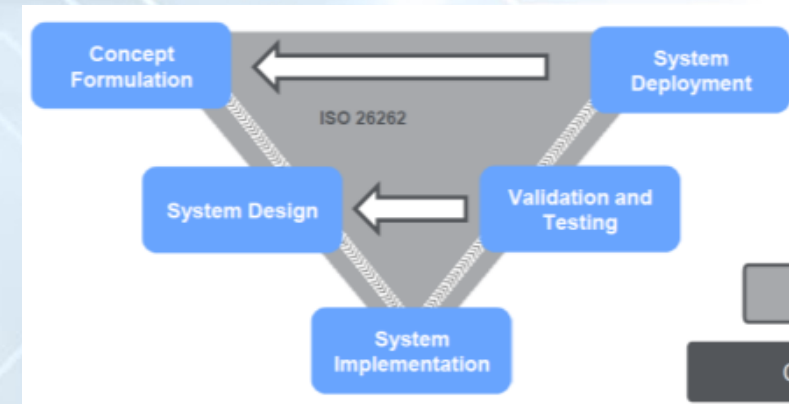 Concept
Formulation
System
Deployment
ISO 26262
System Design
Validation and
Testing
System
Implementation